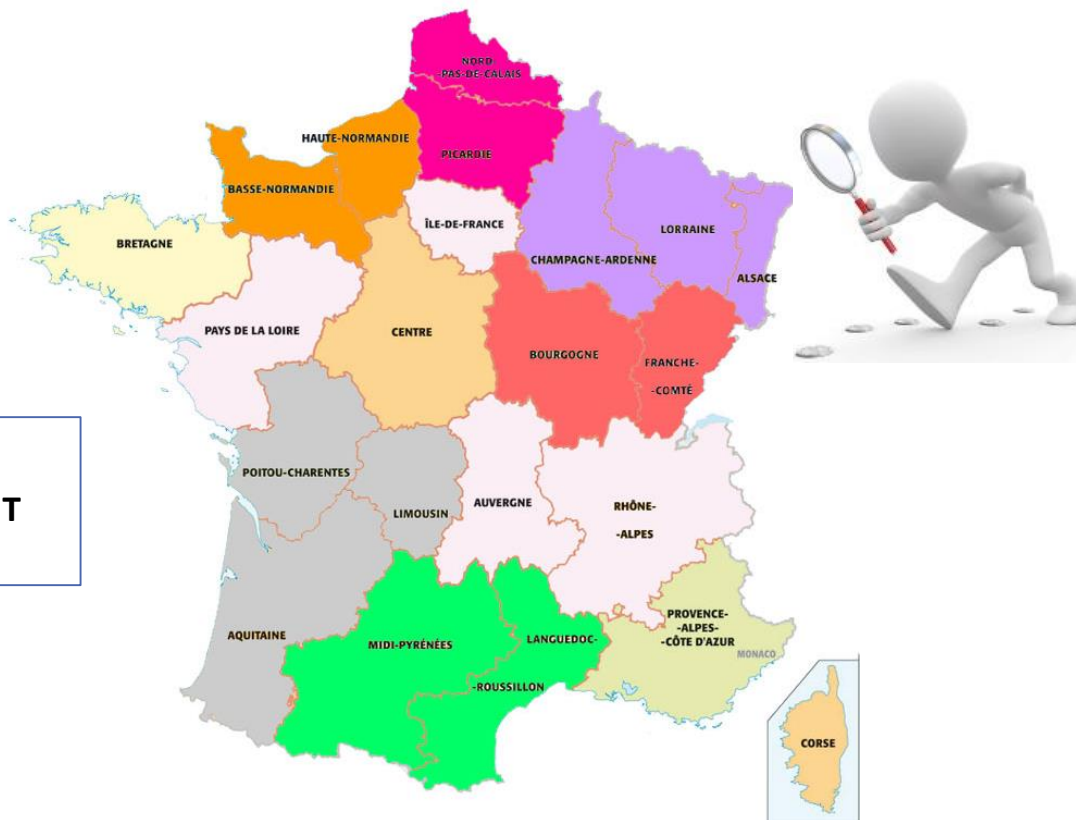 NORD-
-PAS-DE-CALAIS
HAUTE-NORMANDIE
PICARDIE
BASSE-NORMANDIE
ÎLE-DE-FRANCE
LORRAINE
BRETAGNE
CHAMPAGNE-ARDENNE
ALSACE
PAYS DE LA LOIRE
CENTRE
BOURGOGNE
FRANCHE-
-COMTÉ
POITOU-CHARENTES
T
LIMOUSIN
AUVERGNE
RHÔNE-
-ALPES
AQUITAINE
MIDI-PYRÉNÉES
LANGUEDOC-
-ROUSSILLON
PROVENCE-
-ALPES-
-CÔTE D'AZUR
MONACO
CORSE